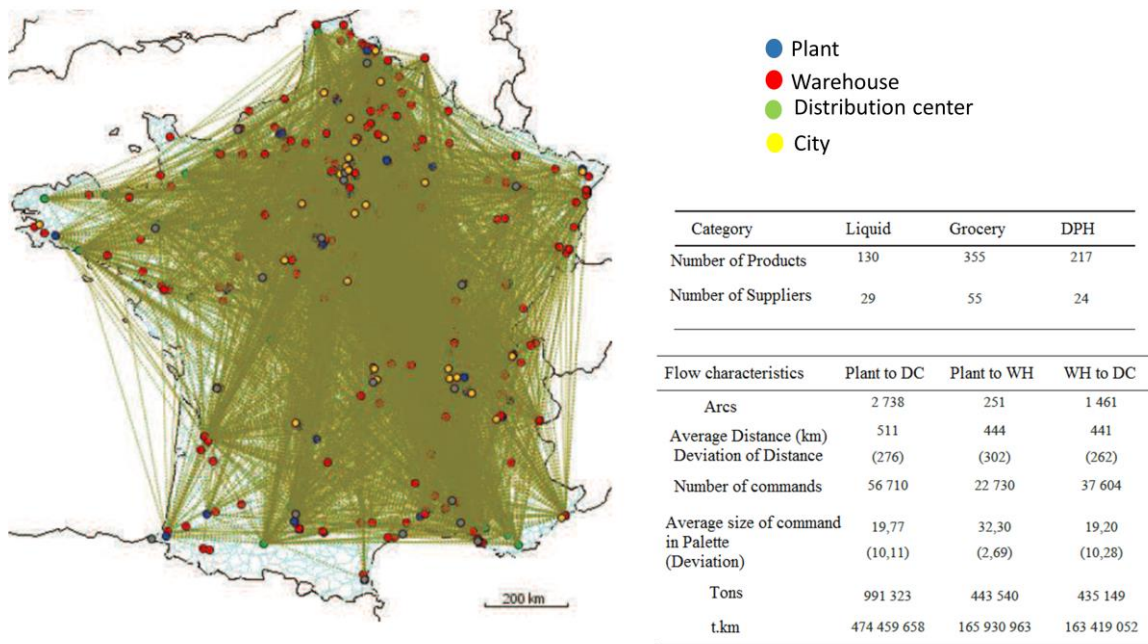 Plant
Warehouse
Distribution center
City
200 km
Category Liquid Grocery DPH
Number of Products 130 355 217
Number of Suppliers 29 55 24
Flow characteristics Plant to DC Plant to WH WH to DC
Arcs 2 738 251 1 461
Average Distance (km) 511 444 441
Deviation of Distance (276) (302) (262)
Number of commands 56 710 22 730 37 604
Average size of command
in Palette 19,77 32,30 19,20
(Deviation) (10,11) (2,69) (10,28)
Tons 991 323 443 540 435 149
t.km 474 459 658 165 930 963 163 419 052